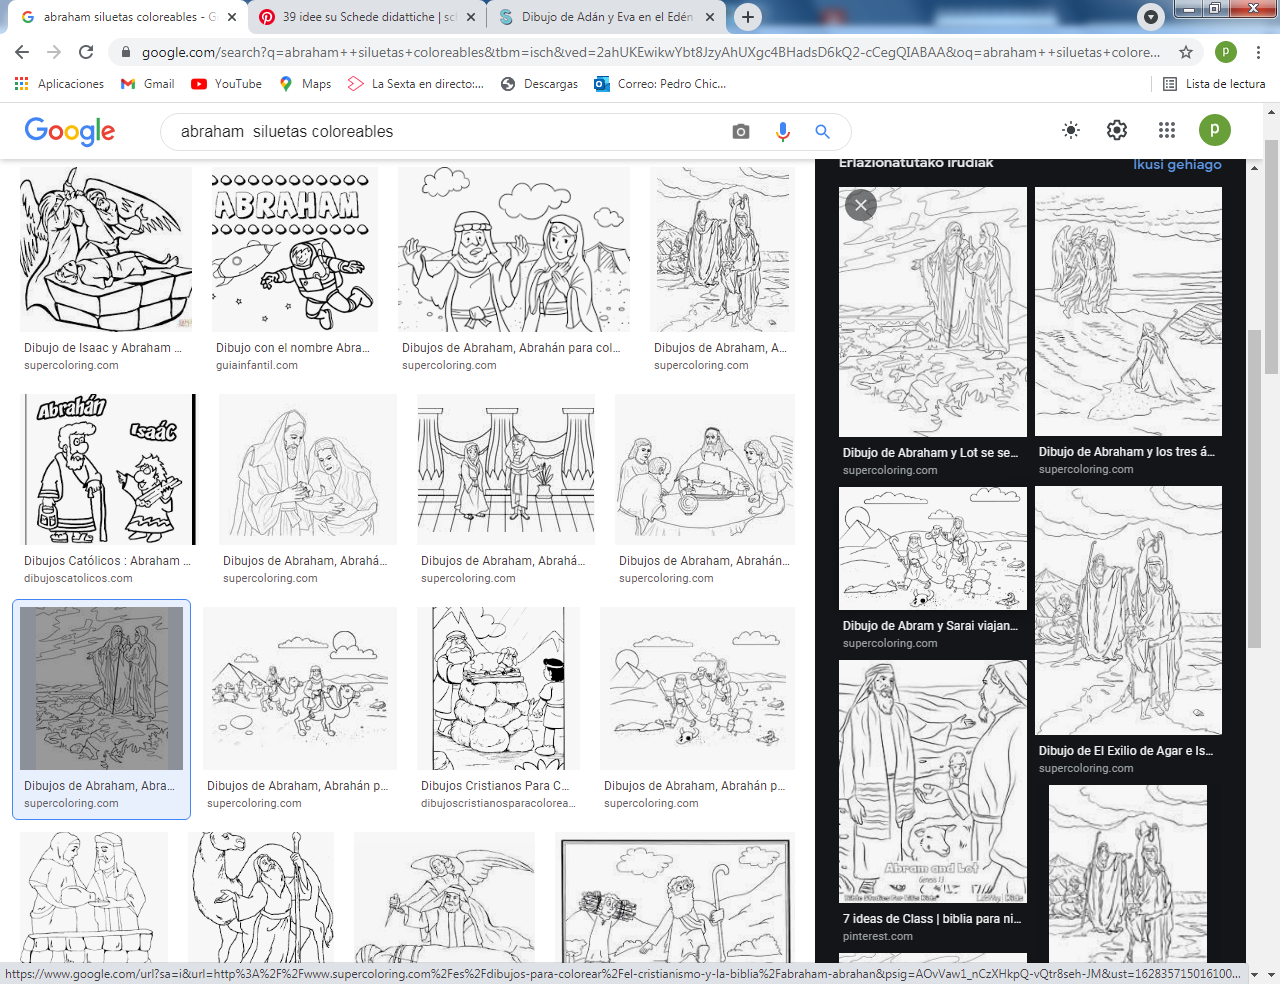 abraham siluetas coloreables - G
39 idee su Schede didattiche | sc
Dibujo de Adán y Eva en el Edén
google.com/search?q=abraham++siluetas+coloreables&tbm=isch&ved=2ahUKEwikwYbt8JzyAhUXgc4BHadsD6kQ2-cCegQIABAA&oq=abraham++siluetas+colore...
p
Aplicaciones
Gmail
YouTube
Maps
La Sexta en directo:...
Descargas
Correo: Pedro Chic...
Lista de lectura
Google
abraham siluetas coloreables
p
Erlazionatutako irudiak
Ikusi gehiago
ABRAHAM
Dibujo de Isaac y Abraham ...
supercoloring.com
Dibujo con el nombre Abra...
guiainfantil.com
Dibujos de Abraham, Abrahán para col...
supercoloring.com
Dibujos de Abraham, A...
supercoloring.com
Abrahán
Isaác
Dibujos Católicos : Abraham ...
dibujoscatolicos.com
Dibujos de Abraham, Abrahá...
supercoloring.com
Dibujos de Abraham, Abrahá...
supercoloring.com
Dibujos de Abraham, Abrahán...
supercoloring.com
Dibujos de Abraham, Abra...
supercoloring.com
Dibujos de Abraham, Abrahán p...
supercoloring.com
Dibujos Cristianos Para C...
dibujoscristianosparacolorea...
Dibujos de Abraham, Abrahán p...
supercoloring.com
Dibujo de Abraham y Lot se se...
supercoloring.com
Dibujo de Abraham y los tres á...
supercoloring.com
Dibujo de Abram y Sarai viajan...
supercoloring.com
Dibujo de El Exilio de Agar e Is...
supercoloring.com
Abram and Lot
Genesis 13
Bible Studies For Kids
7 ideas de Class | biblia para ni...
pinterest.com
https://www.google.com/url?sa=i&url=http%3A%2F%2Fwww.supercoloring.com%2Fes%2Fdibujos-para-colorear%2Fel-cristianismo-y-la-biblia%2Fabraham-abrahan&psig=AOvVaw1_nCzXHkpQ-vQtr8seh-JM&ust=162835715016100...